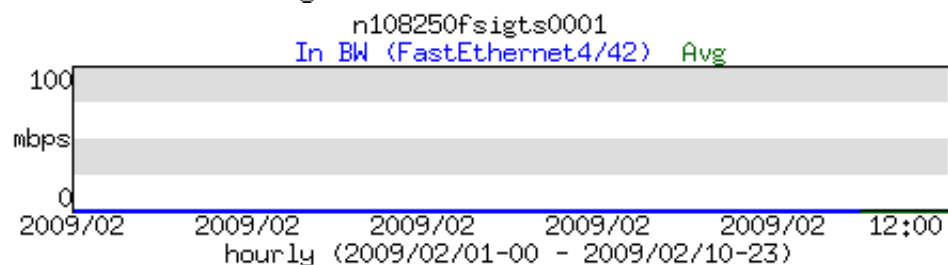 n108250fsigts0001
In BW (FastEthernet4/42) Avg
100
mbps
0
2009/02 2009/02 2009/02 2009/02 2009/02 12:00
hourly (2009/02/01-00 - 2009/02/10-23)